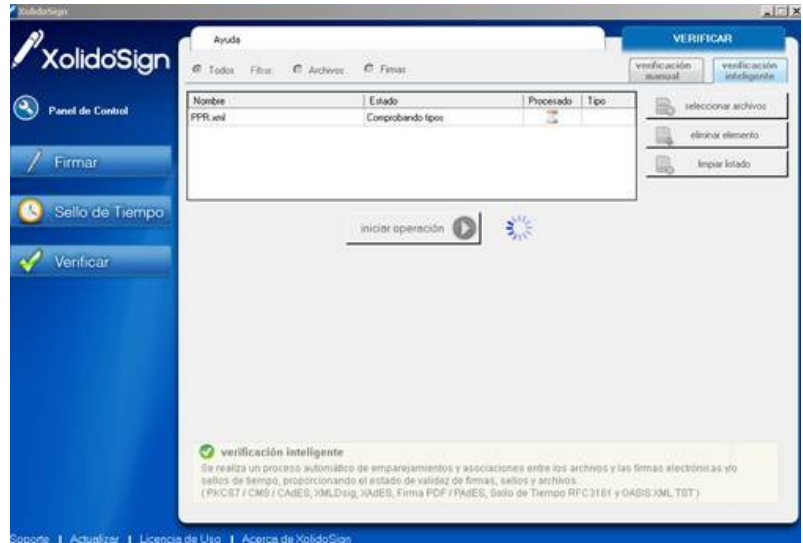 XolidoSign
XolidoSign
Panel de Control
Firmar
Sello de Tiempo
Verificar
Ayuda
VERIFICAR
Todos Filtrar: Archivos Firmas
verificación manual
verificación inteligente
Nombre Estado Procesado Tipo
PPR.xml Comprobando tipos
seleccionar archivos
eliminar elemento
limpiar listado
iniciar operación
verificación inteligente
Se realiza un proceso automático de emparejamientos y asociaciones entre los archivos y las firmas electrónicas y/o
sellos de tiempo, proporcionando el estado de validez de firmas, sellos y archivos.
( PKCS7 / CMS / CAdES, XMLDsig, XAdES, Firma PDF / PAdES, Sello de Tiempo RFC3161 y OASIS XML TST )
Soporte | Actualizar | Licencia de Uso | Acerca de XolidoSign